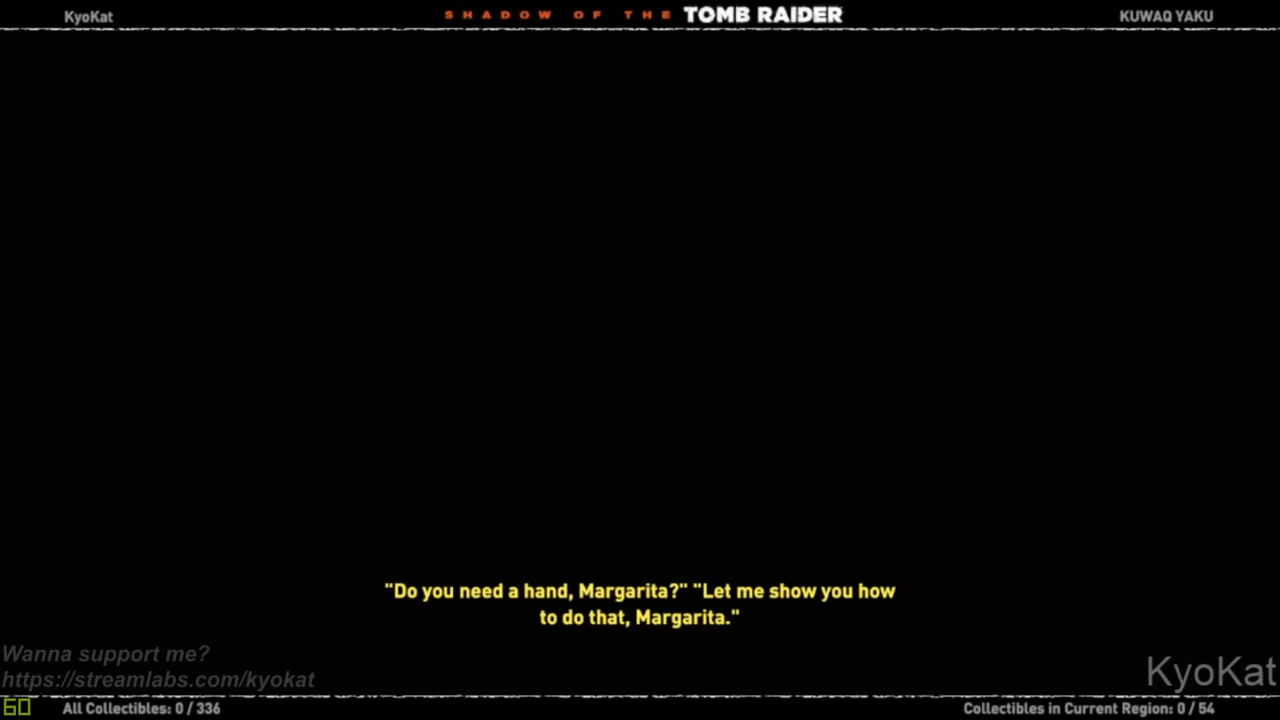 KyoKat
SHADOW OF THE TOMB RAIDER
KUWAQ YAKU
"Do you need a hand, Margarita?" "Let me show you how
to do that, Margarita."
Wanna support me?
https://streamlabs.com/kyokat
KyoKat
60
All Collectibles: 0 / 336
Collectibles in Current Region: 0 / 54